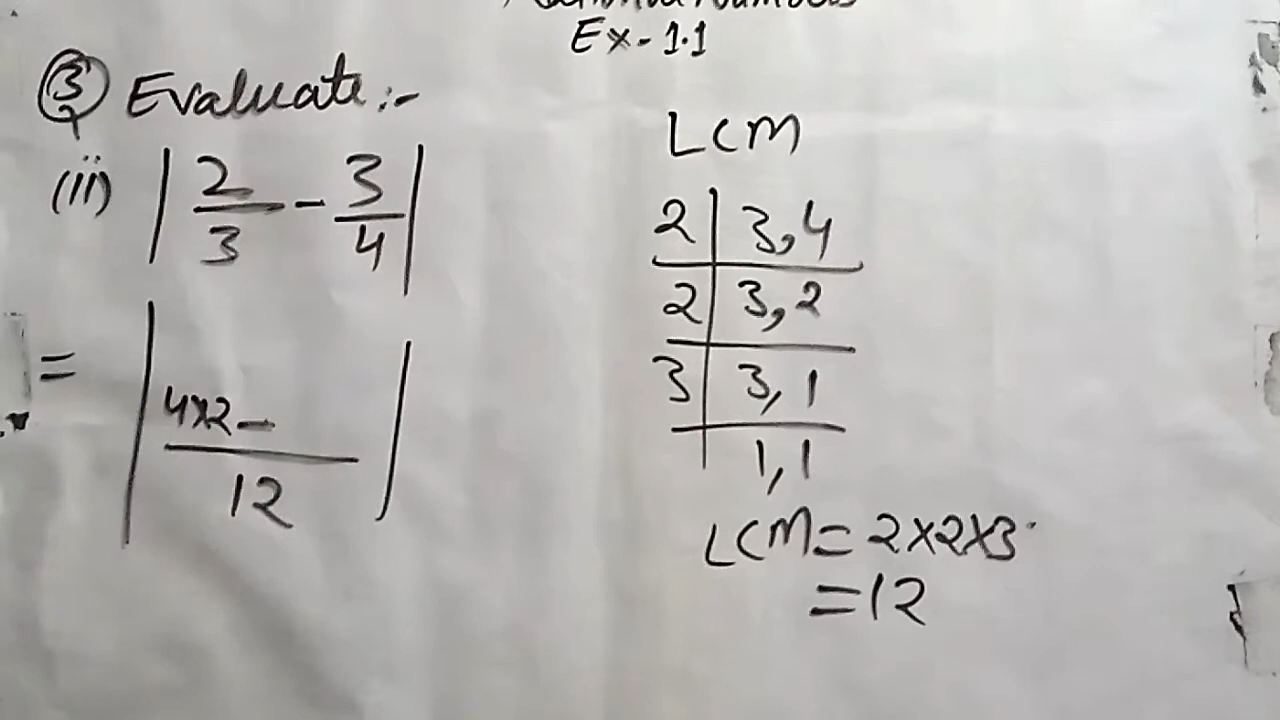 Ex-1.1
③ Evaluate:-
(ii) | 2/3 - 3/4 |
= | 4×2 - / 12 |
LCM
2 | 3,4
2 | 3,2
3 | 3,1
1,1
LCM = 2×2×3
= 12